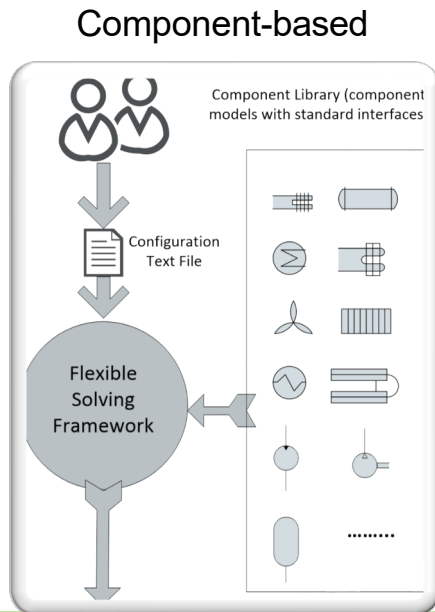 Component-based
Component Library (component
models with standard interfaces
Configuration
Text File
Flexible
Solving
Framework
.........